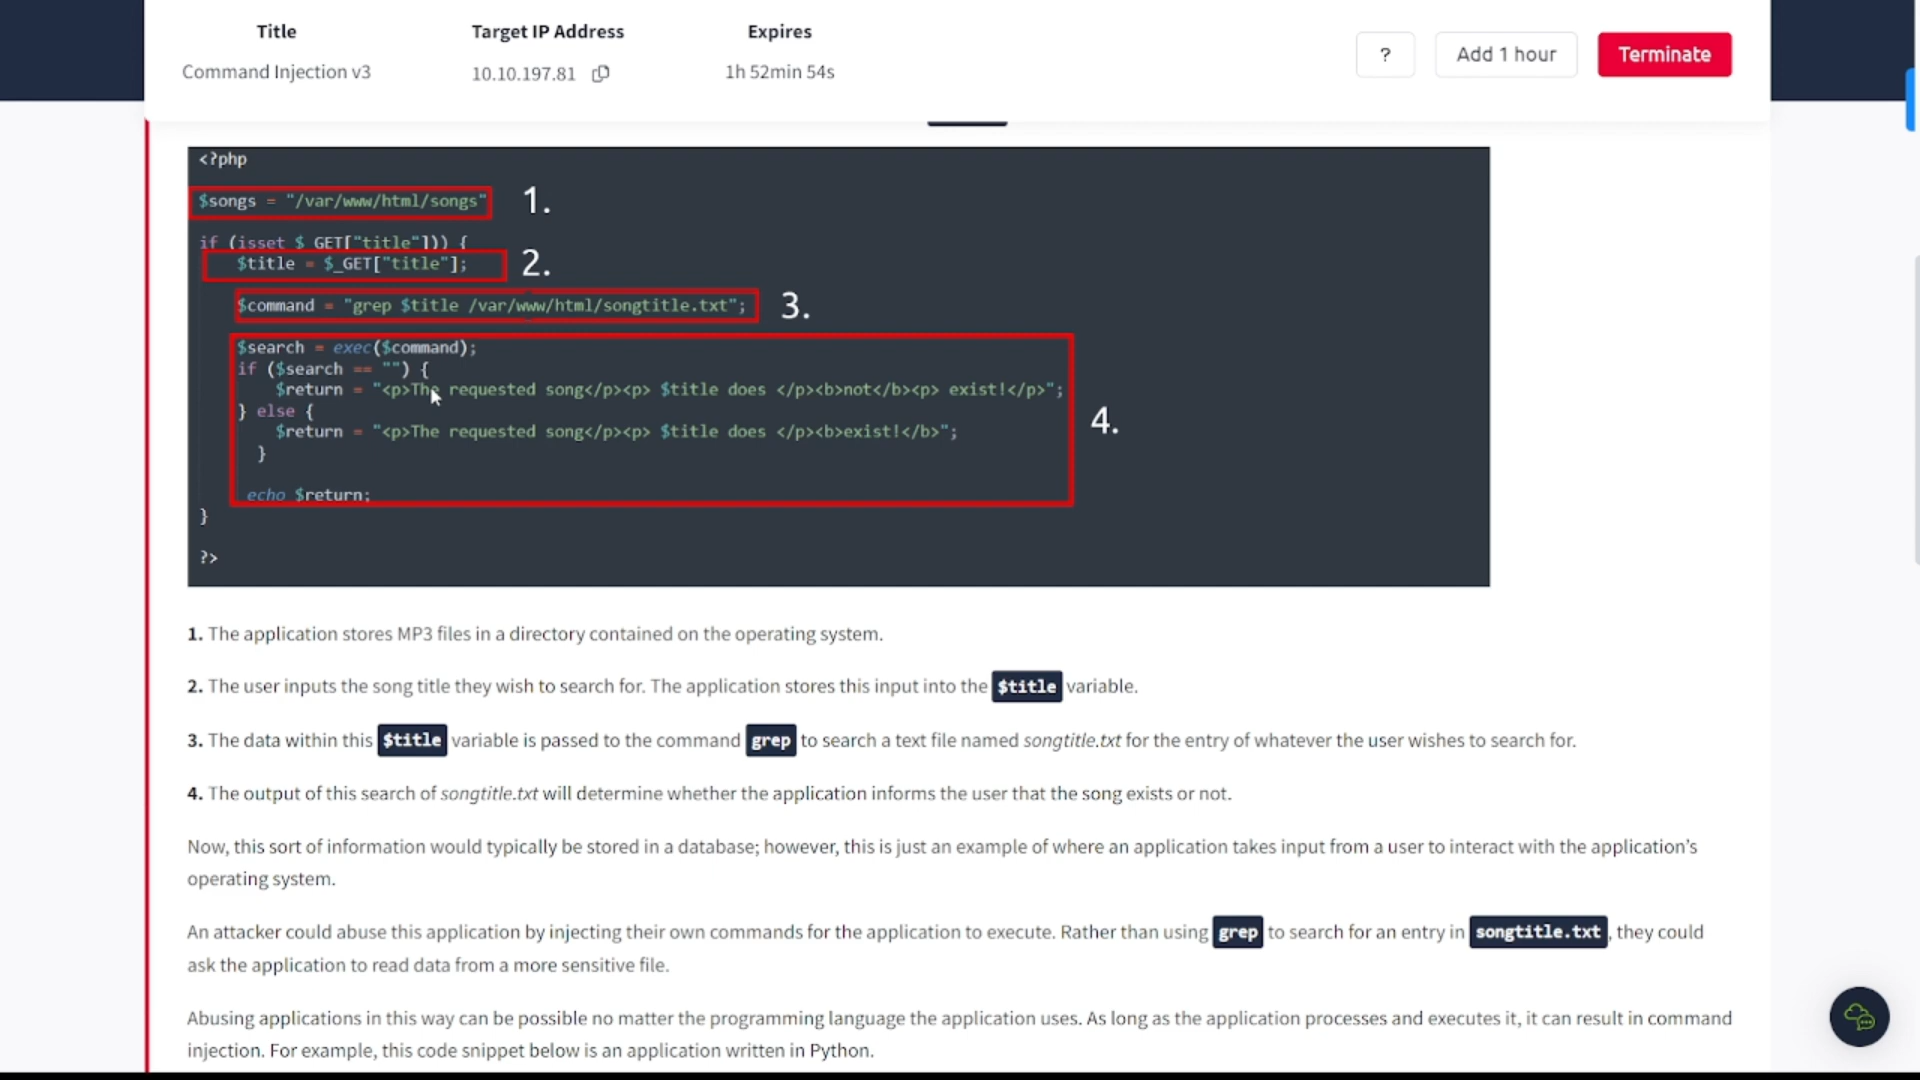 Title Target IP Address Expires
Command Injection v3 10.10.197.81 1h 52min 54s
? Add 1 hour Terminate
<?php
$songs = "/var/www/html/songs" 1.
if (isset $_GET["title"])) {
$title = $_GET["title"]; 2.
$command = "grep $title /var/www/html/songtitle.txt"; 3.
$search = exec($command);
if ($search == "") {
$return = "<p>The requested song</p><p> $title does </p><b>not</b><p> exist!</p>";
} else {
4.
$return = "<p>The requested song</p><p> $title does </p><b>exist!</b>";
}
echo $return;
}
?>
1. The application stores MP3 files in a directory contained on the operating system.
2. The user inputs the song title they wish to search for. The application stores this input into the $title variable.
3. The data within this $title variable is passed to the command grep to search a text file named songtitle.txt for the entry of whatever the user wishes to search for.
4. The output of this search of songtitle.txt will determine whether the application informs the user that the song exists or not.
Now, this sort of information would typically be stored in a database; however, this is just an example of where an application takes input from a user to interact with the application's
operating system.
An attacker could abuse this application by injecting their own commands for the application to execute. Rather than using grep to search for an entry in songtitle.txt, they could
ask the application to read data from a more sensitive file.
Abusing applications in this way can be possible no matter the programming language the application uses. As long as the application processes and executes it, it can result in command
injection. For example, this code snippet below is an application written in Python.